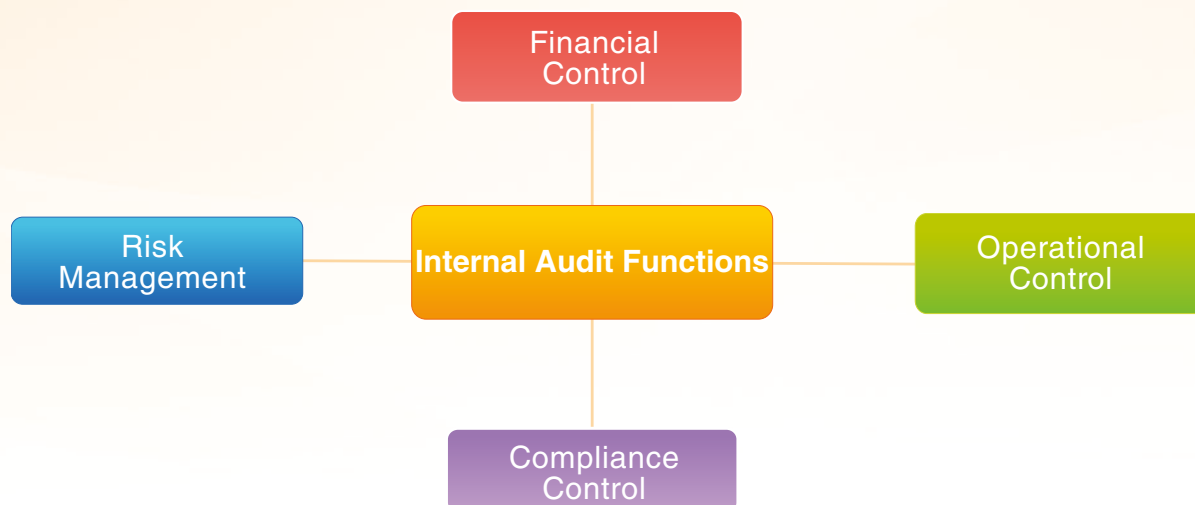 Financial
Control
Risk
Management
Internal Audit Functions
Operational
Control
Compliance
Control